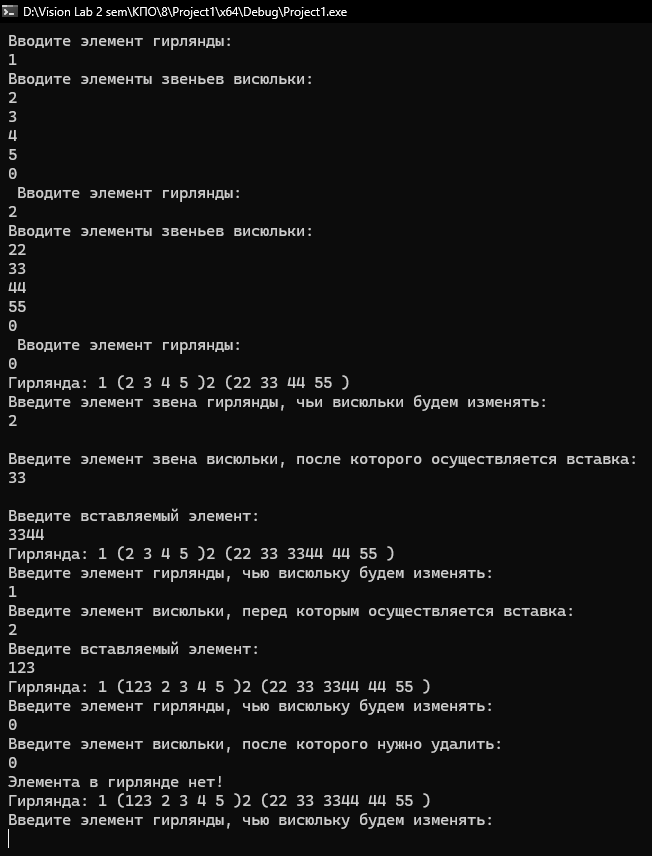 D:\Vision Lab 2 sem\КПО\8\Project1\x64\Debug\Project1.exe
Вводите элемент гирлянды:
1
Вводите элементы звеньев висюльки:
2
3
4
5
0
Вводите элемент гирлянды:
2
Вводите элементы звеньев висюльки:
22
33
44
55
0
Вводите элемент гирлянды:
0
Гирлянда: 1 (2 3 4 5 )2 (22 33 44 55 )
Введите элемент звена гирлянды, чьи висюльки будем изменять:
2
Введите элемент звена висюльки, после которого осуществляется вставка:
33
Введите вставляемый элемент:
3344
Гирлянда: 1 (2 3 4 5 )2 (22 33 3344 44 55 )
Введите элемент гирлянды, чью висюльку будем изменять:
1
Введите элемент висюльки, перед которым осуществляется вставка:
2
Введите вставляемый элемент:
123
Гирлянда: 1 (123 2 3 4 5 )2 (22 33 3344 44 55 )
Введите элемент гирлянды, чью висюльку будем изменять:
0
Введите элемент висюльки, после которого нужно удалить:
0
Элемента в гирлянде нет!
Гирлянда: 1 (123 2 3 4 5 )2 (22 33 3344 44 55 )
Введите элемент гирлянды, чью висюльку будем изменять: